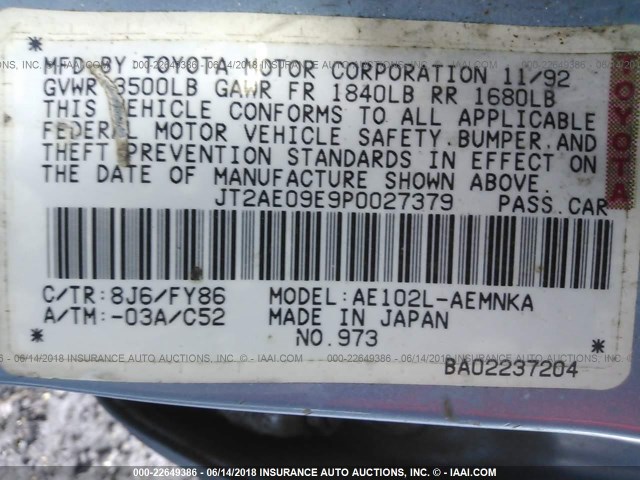 MFD.BY TOYOTA MOTOR CORPORATION 11/92
GVWR 3500LB GAWR FR 1840LB RR 1680LB
THIS VEHICLE CONFORMS TO ALL APPLICABLE
FEDERAL MOTOR VEHICLE SAFETY.BUMPER.AND
THEFT PREVENTION STANDARDS IN EFFECT ON
THE DATE OF MANUFACTURE SHOWN ABOVE.
JT2AE09E9P0027379 PASS.CAR
TOYOTA
C/TR:8J6/FY86 MODEL:AE102L-AEMNKA
A/TM:-03A/C52 MADE IN JAPAN
NO.973
BA02237204
000-22649386 - 06/14/2018 INSURANCE AUTO AUCTIONS - IAAI.COM